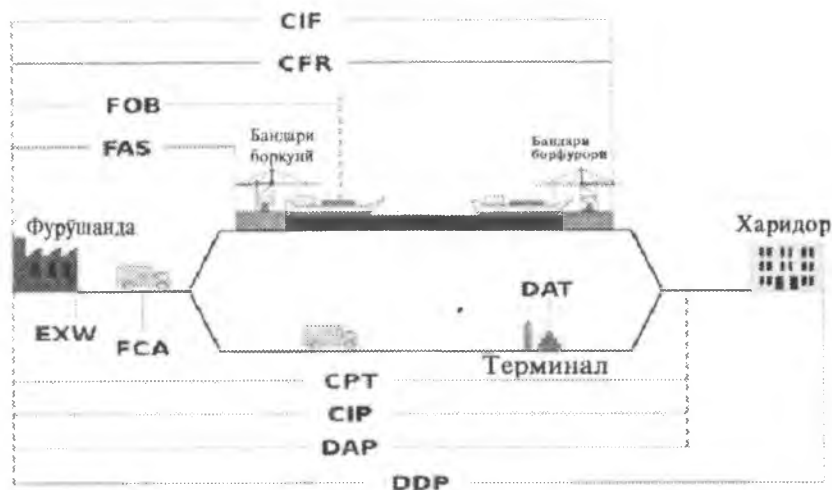 CIF
CFR
FOB
FAS
Бандари
боркунӣ
Бандари
борфурорӣ
Фурӯшанда
Харидор
EXW
FCA
DAT
Терминал
CPT
CIP
DAP
DDP